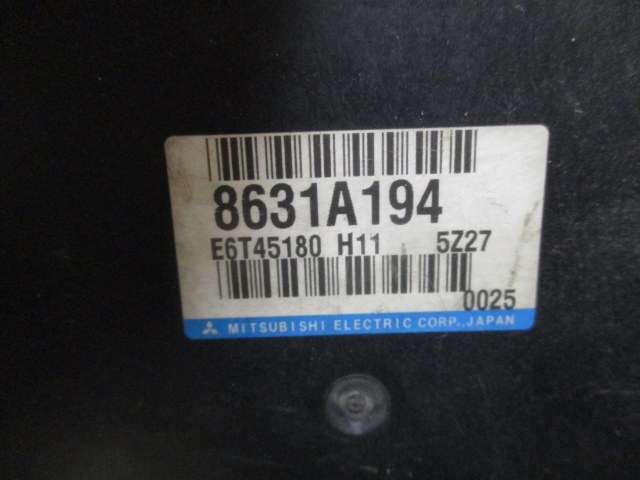 8631A194
E6T45180 H11 5Z27
0025
MITSUBISHI ELECTRIC CORP., JAPAN